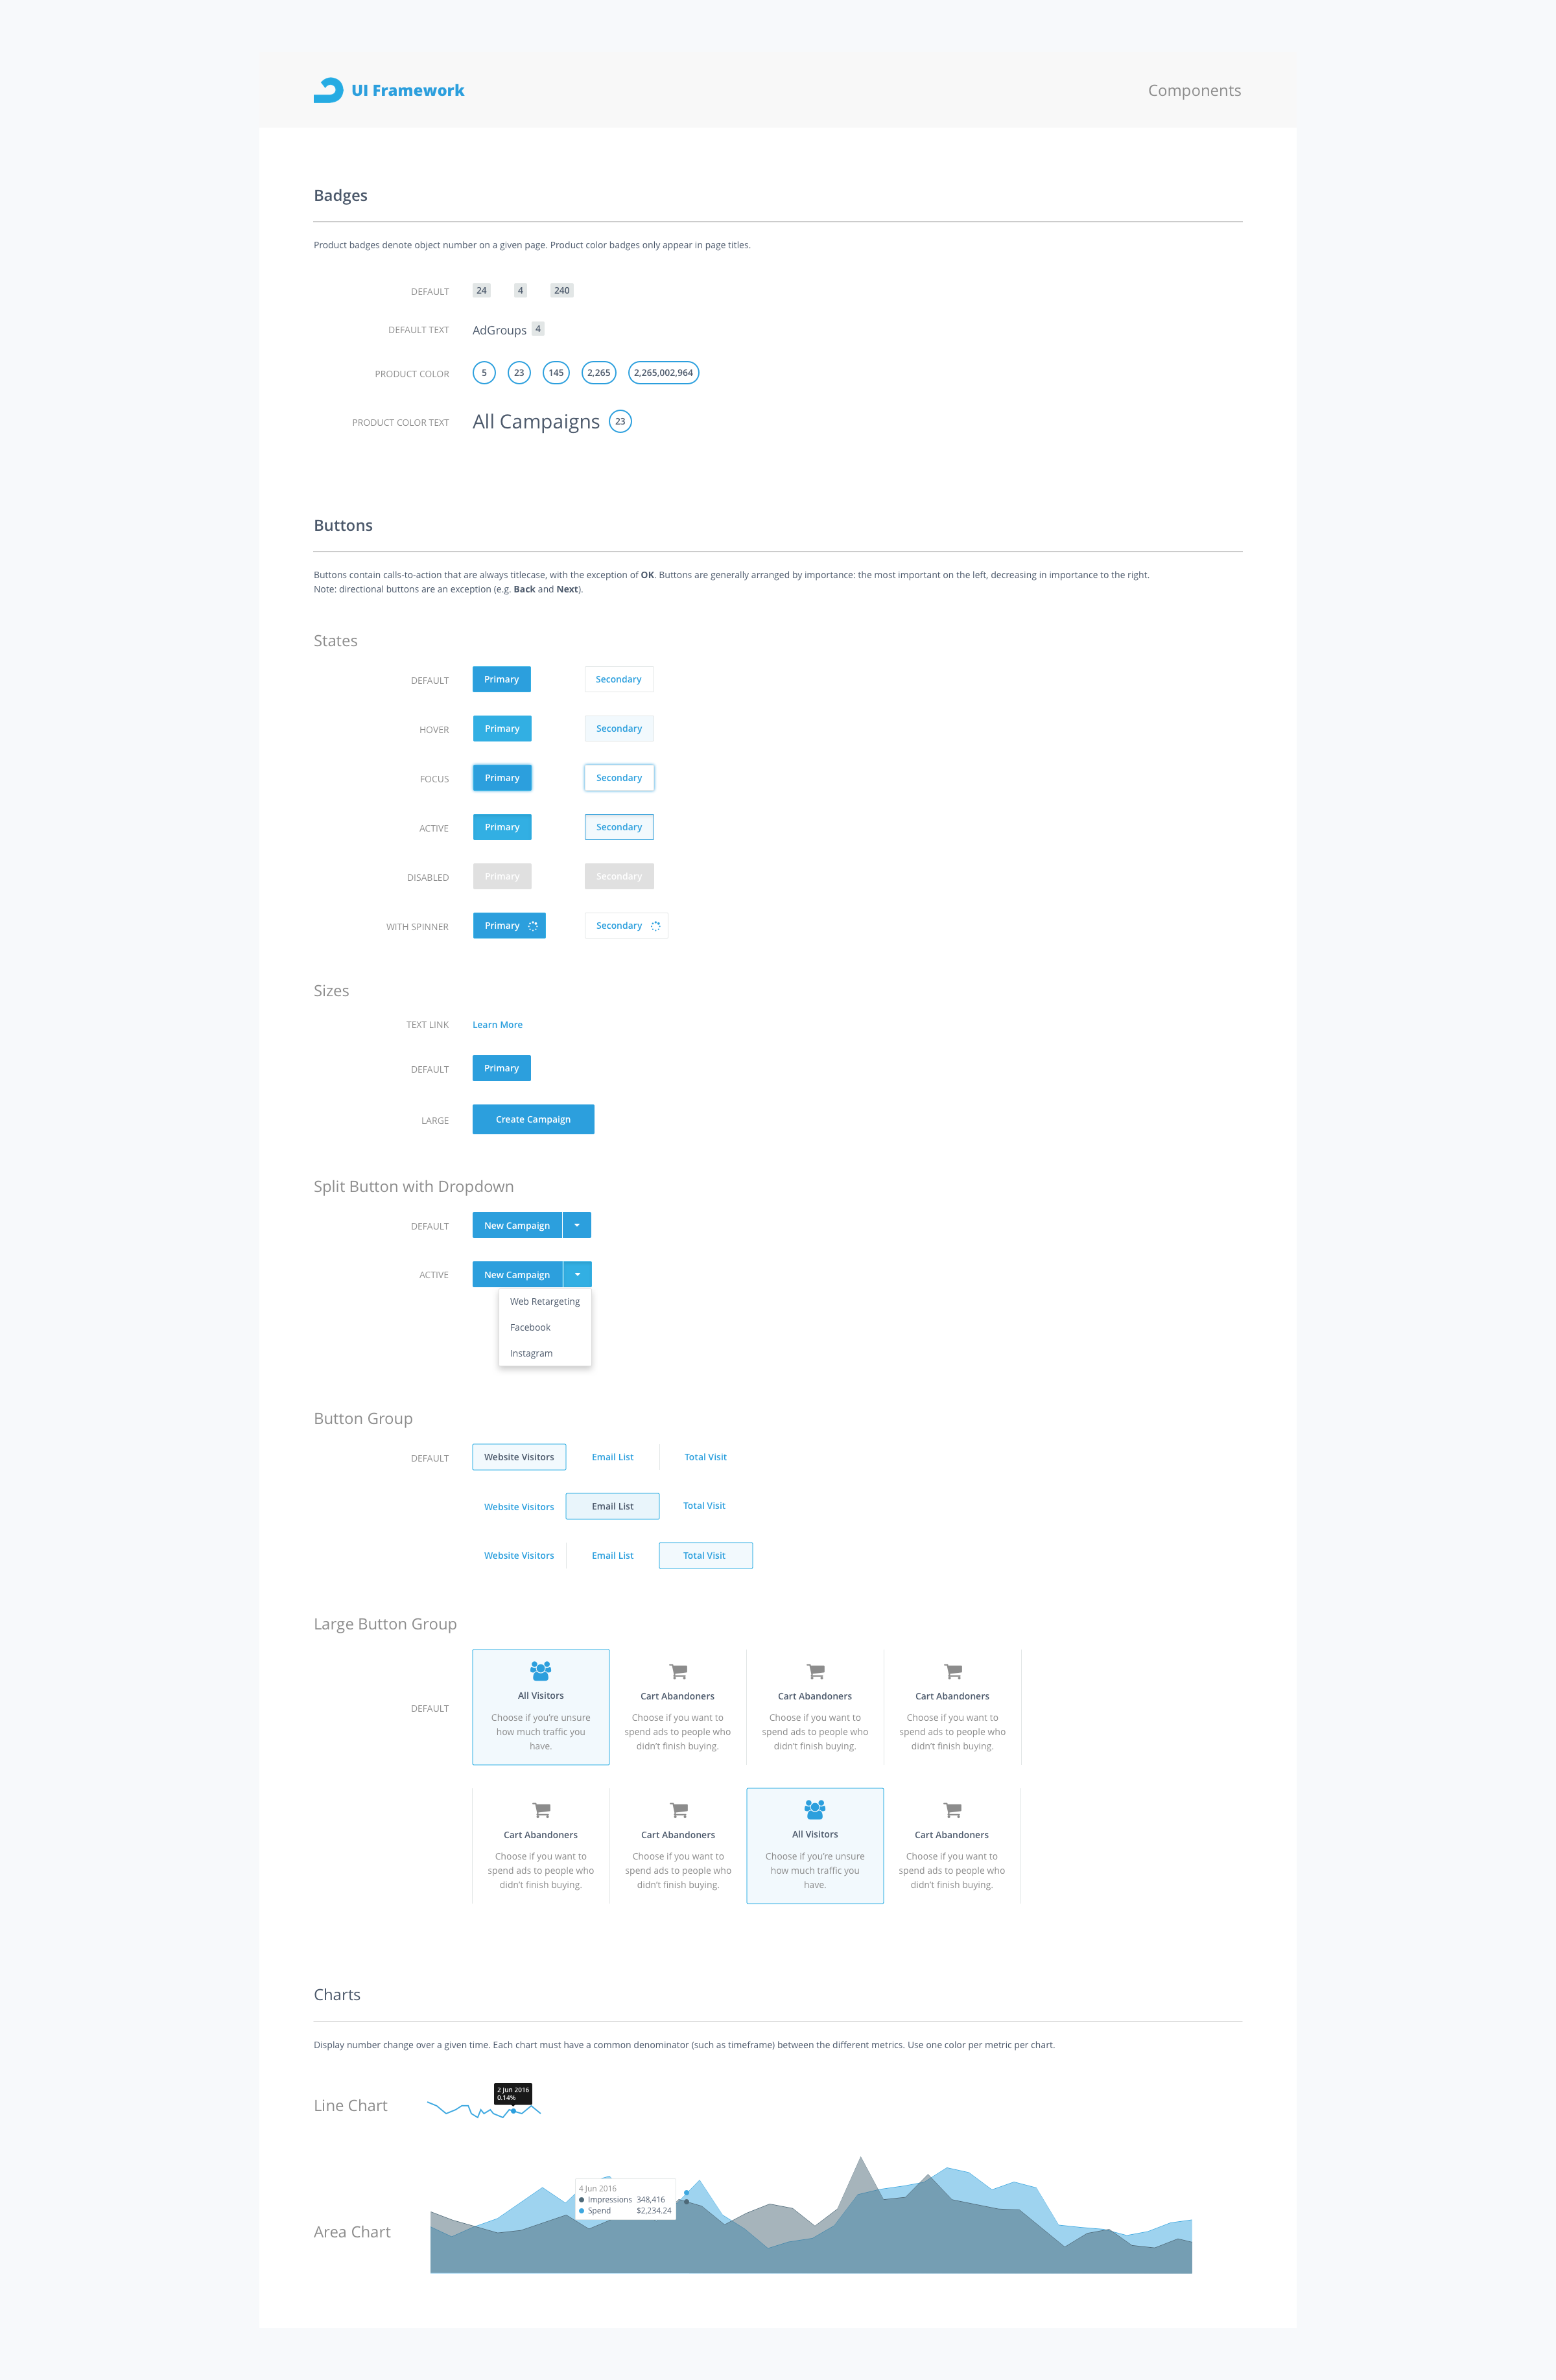 UI Framework
Components
Badges
Product badges denote object number on a given page. Product color badges only appear in page titles.
DEFAULT 24 4 240
DEFAULT TEXT AdGroups 4
PRODUCT COLOR 5 23 145 2,265 2,265,002,964
PRODUCT COLOR TEXT All Campaigns 23
Buttons
Buttons contain calls-to-action that are always titlecase, with the exception of OK. Buttons are generally arranged by importance: the most important on the left, decreasing in importance to the right.
Note: directional buttons are an exception (e.g. Back and Next).
States
DEFAULT Primary Secondary
HOVER Primary Secondary
FOCUS Primary Secondary
ACTIVE Primary Secondary
DISABLED Primary Secondary
WITH SPINNER Primary Secondary
Sizes
TEXT LINK Learn More
DEFAULT Primary
LARGE Create Campaign
Split Button with Dropdown
DEFAULT New Campaign
ACTIVE New Campaign
Web Retargeting
Facebook
Instagram
Button Group
DEFAULT Website Visitors Email List Total Visit
Website Visitors Email List Total Visit
Website Visitors Email List Total Visit
Large Button Group
DEFAULT
All Visitors
Choose if you're unsure
how much traffic you
have.
Cart Abandoners
Choose if you want to
spend ads to people who
didn't finish buying.
Cart Abandoners
Choose if you want to
spend ads to people who
didn't finish buying.
Cart Abandoners
Choose if you want to
spend ads to people who
didn't finish buying.
Cart Abandoners
Choose if you want to
spend ads to people who
didn't finish buying.
Cart Abandoners
Choose if you want to
spend ads to people who
didn't finish buying.
All Visitors
Choose if you're unsure
how much traffic you
have.
Cart Abandoners
Choose if you want to
spend ads to people who
didn't finish buying.
Charts
Display number change over a given time. Each chart must have a common denominator (such as timeframe) between the different metrics. Use one color per metric per chart.
Line Chart
2 Jun 2016
0.14%
Area Chart
4 Jun 2016
Impressions 348,416
Spend $2,234.24